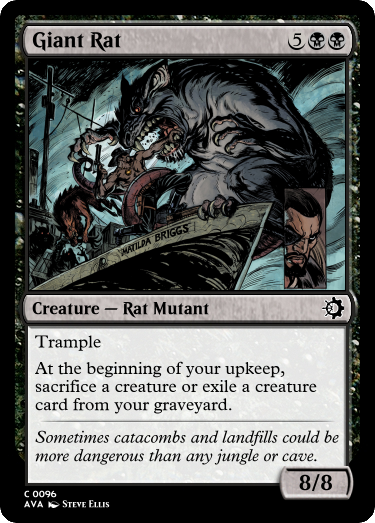 Giant Rat 5
MATILDA BRIGGS
Creature — Rat Mutant
Trample
At the beginning of your upkeep,
sacrifice a creature or exile a creature
card from your graveyard.
Sometimes catacombs and landfills could be
more dangerous than any jungle or cave.
8/8
C 0096
AVA Steve Ellis